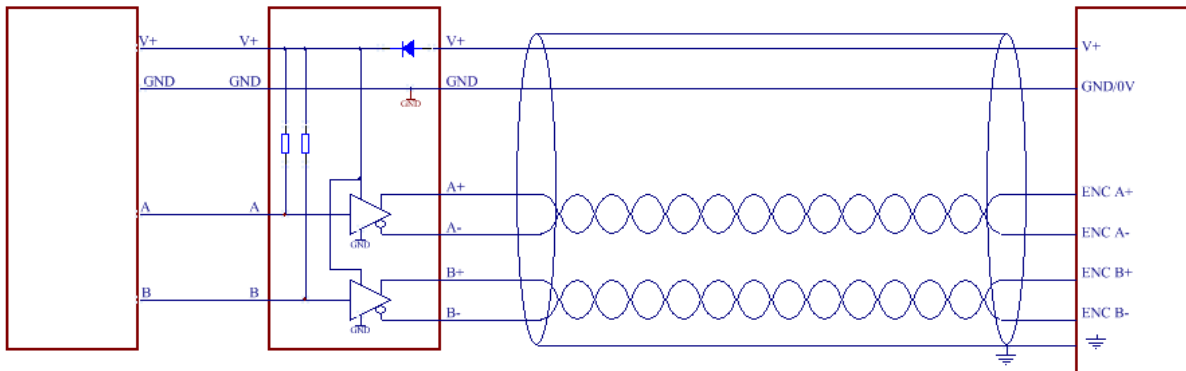 V+ V+ V+ V+
GND GND GND GND/0V
GND
A+ ENC A+
A A
A- ENC A-
GND
B+ ENC B+
B B
B- ENC B-
GND